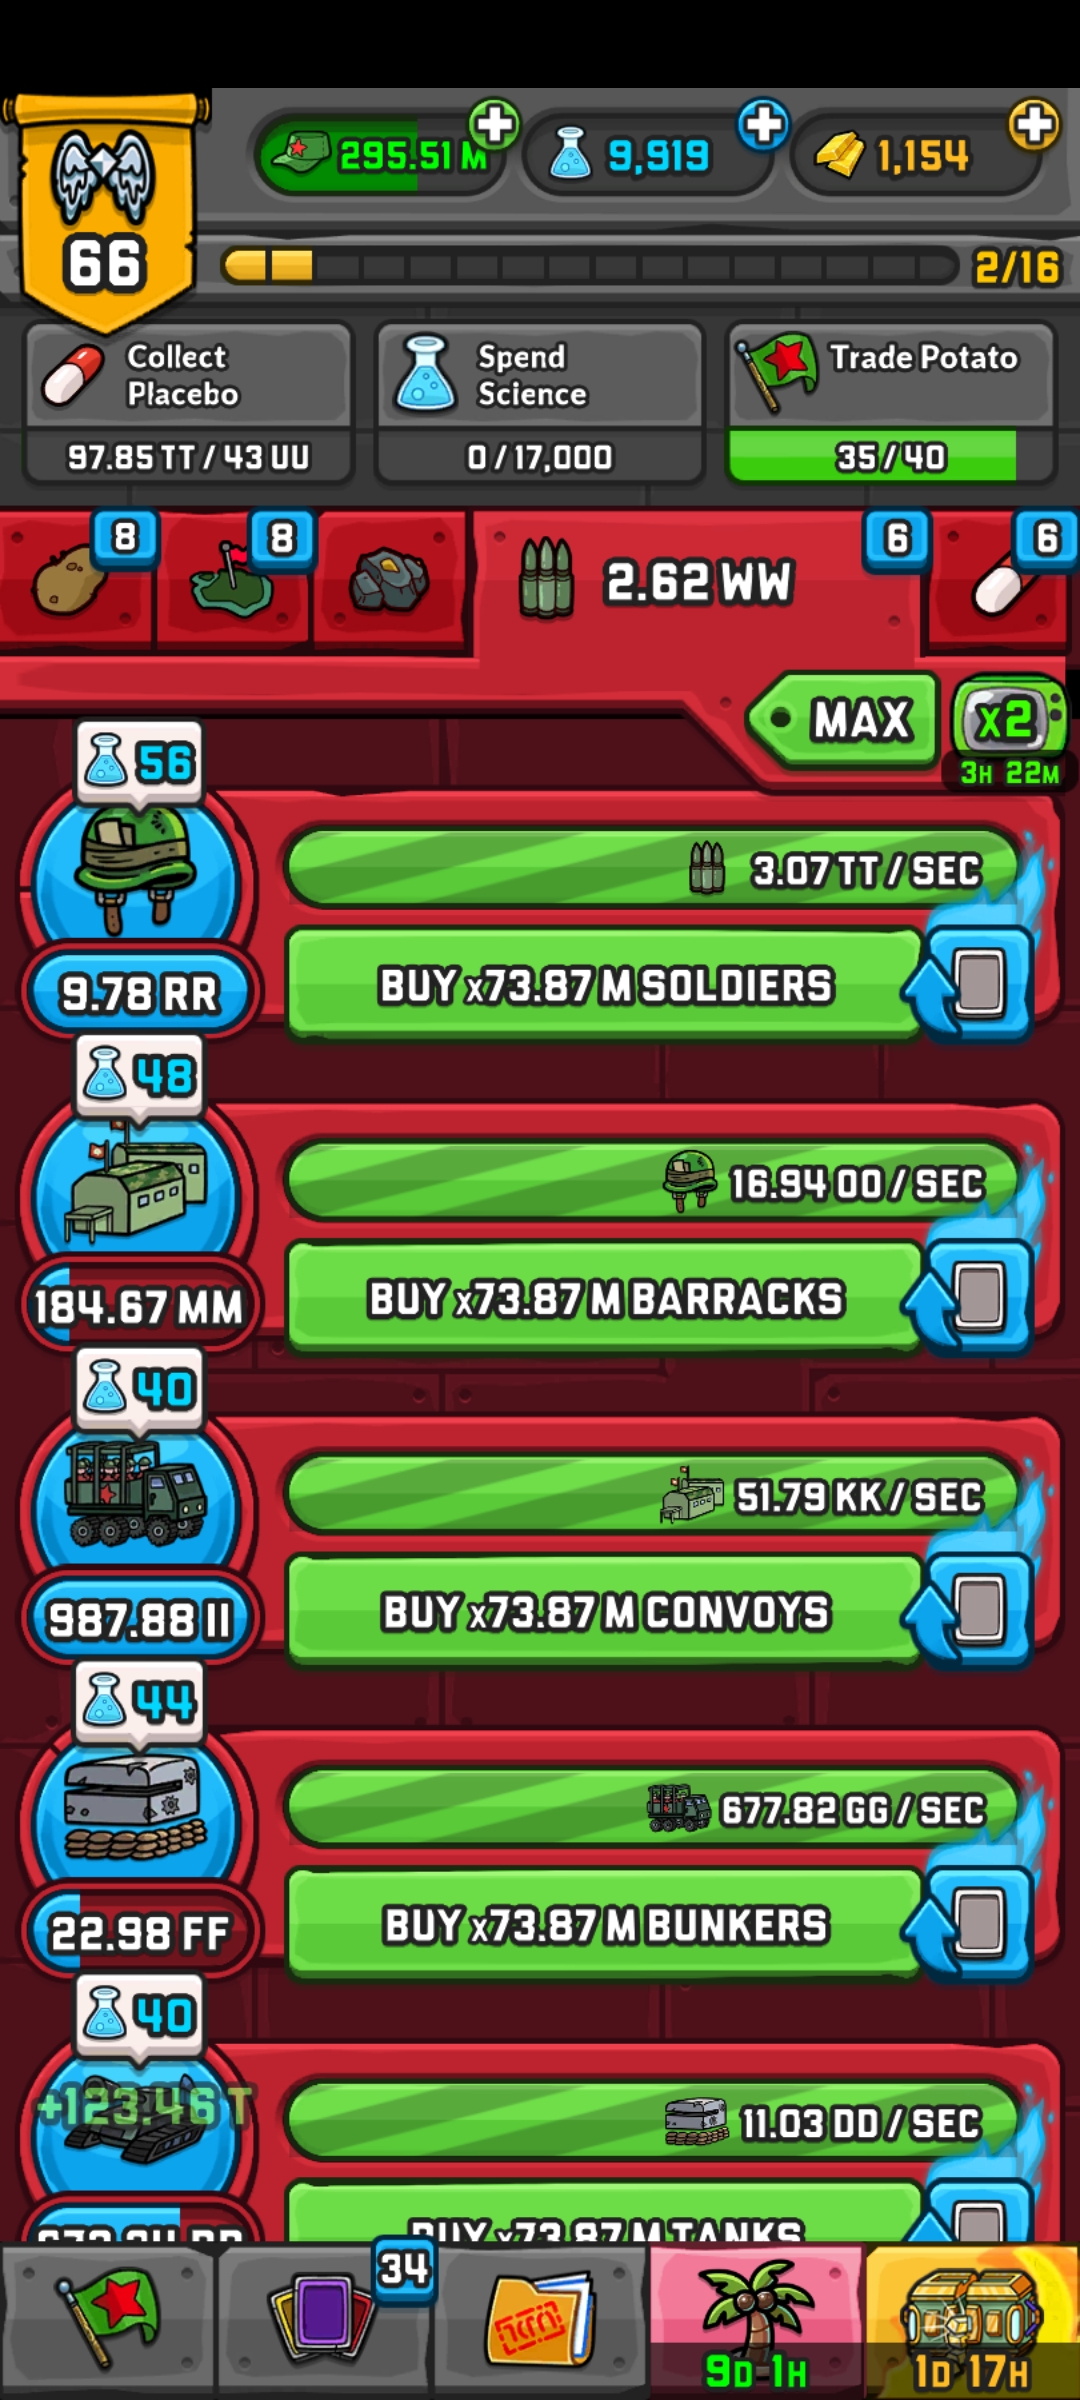 295.51 M
9,919
1,154
66
2/16
Collect
Placebo
97.85 TT / 43 UU
Spend
Science
0 / 17,000
Trade Potato
35 / 40
8
8
2.62 WW
6
6
MAX
x2
3H 22M
56
3.07 TT / SEC
BUY x73.87 M SOLDIERS
9.78 RR
48
16.94 OO / SEC
BUY x73.87 M BARRACKS
184.67 MM
40
51.79 KK / SEC
BUY x73.87 M CONVOYS
987.88 II
44
677.82 GG / SEC
BUY x73.87 M BUNKERS
22.98 FF
40
+123.46 T
11.03 DD / SEC
BUY x73.87 M TANKS
34
9D 1H
1D 17H